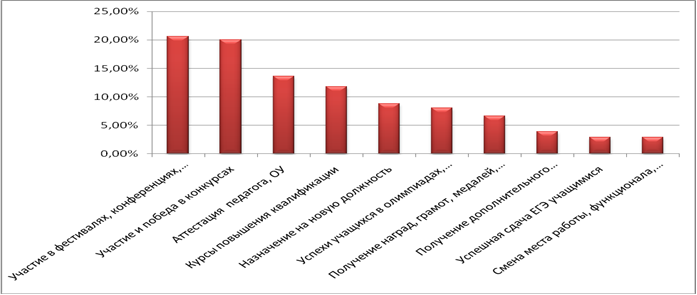 25,00%
20,00%
15,00%
10,00%
5,00%
0,00%
Участие в фестивалях, конференциях,...
Участие и победа в конкурсах
Аттестация педагога, ОУ
Курсы повышения квалификации
Назначение на новую должность
Успехи учащихся в олимпиадах,...
Получение наград, грамот, медалей,...
Получение дополнительного...
Успешная сдача ЕГЭ учащимися
Смена места работы, функционала,...